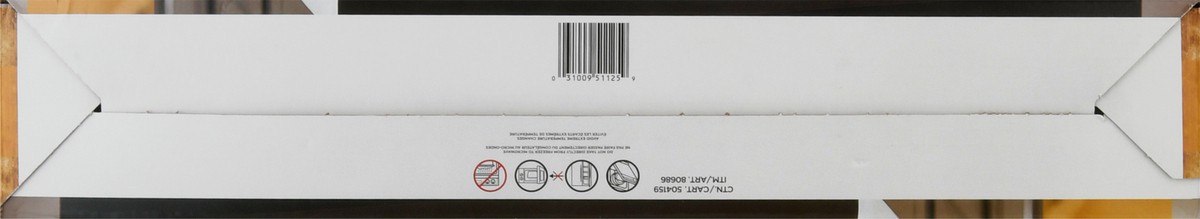 0 31009 51125 9
CTN./CART. 504159
ITM./ART. 80686
DO NOT TAKE DIRECTLY FROM FREEZER TO MICROWAVE
NE PAS FAIRE PASSER DIRECTEMENT DU CONGÉLATEUR AU MICRO-ONDES
AVOID EXTREME TEMPERATURE CHANGES
ÉVITER LES ÉCARTS EXTRÊMES DE TEMPÉRATURE